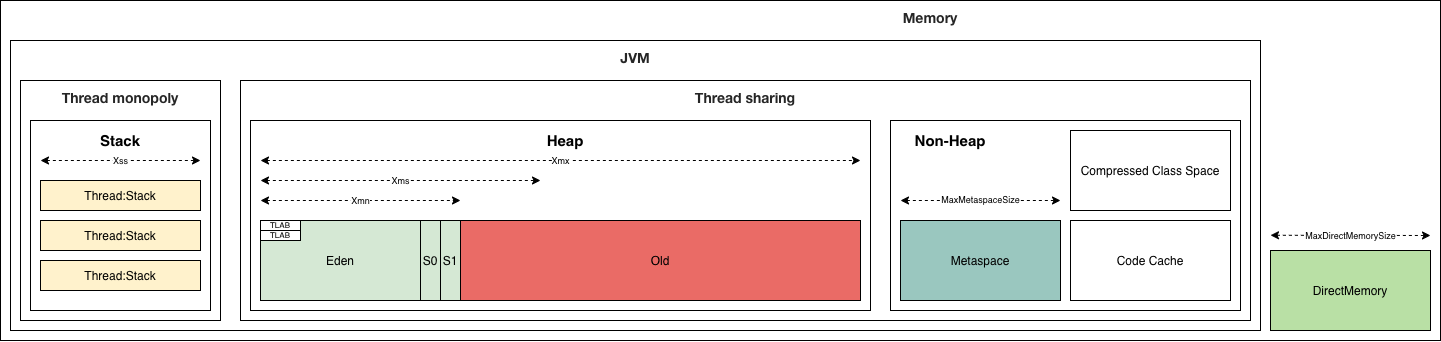 Memory
JVM
Thread monopoly
Stack
Xss
Thread:Stack
Thread:Stack
Thread:Stack
Thread sharing
Heap
Xmx
Xms
Xmn
TLAB
TLAB
Eden
S0
S1
Old
Non-Heap
MaxMetaspaceSize
Metaspace
Compressed Class Space
Code Cache
MaxDirectMemorySize
DirectMemory